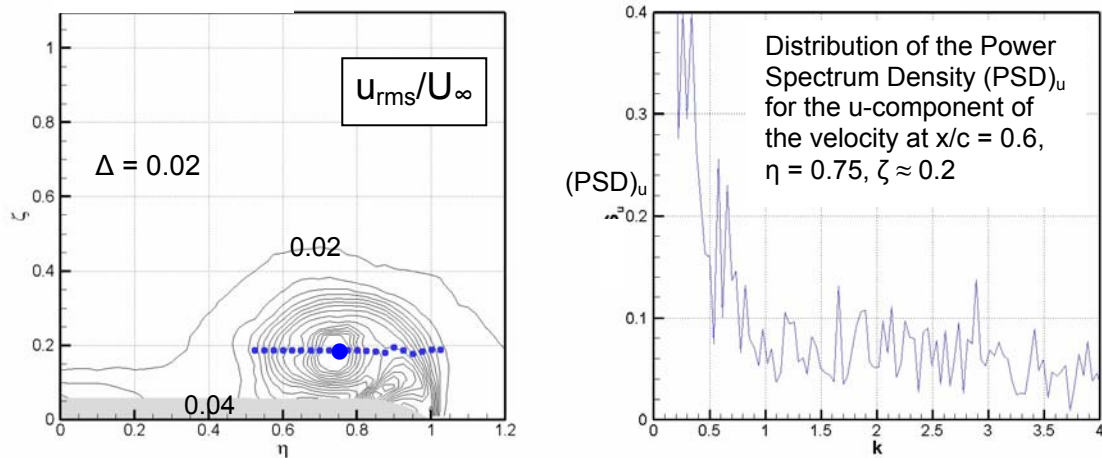 1
0.8
0.6
0.4
0.2
0
ζ
u_rms/U_∞
Δ = 0.02
0.02
0.04
0 0.2 0.4 0.6 0.8 1 1.2
η
0.4
0.3
0.2
0.1
0
(PSD)_u
Distribution of the Power
Spectrum Density (PSD)_u
for the u-component of
the velocity at x/c = 0.6,
η = 0.75, ζ ≈ 0.2
0 0.5 1 1.5 2 2.5 3 3.5 4
k